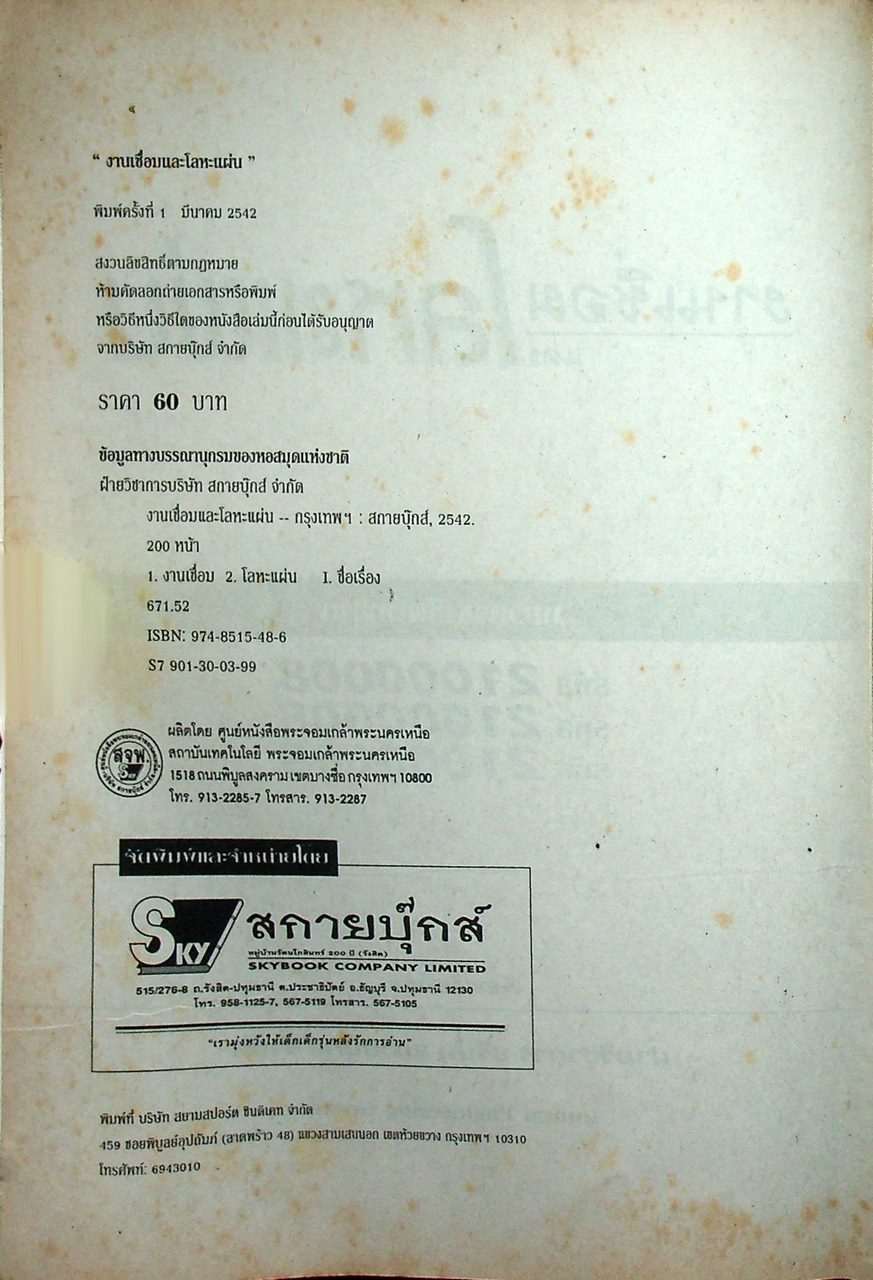 “ งานเชื่อมและโลหะแผ่น ”
พิมพ์ครั้งที่ 1 มีนาคม 2542
สงวนลิขสิทธิ์ตามกฎหมาย
ห้ามคัดลอกถ่ายเอกสารหรือพิมพ์
หรือวิธีหนึ่งวิธีใดของหนังสือเล่มนี้ก่อนได้รับอนุญาต
จากบริษัท สกายบุ๊กส์ จำกัด
ราคา 60 บาท
ข้อมูลทางบรรณานุกรมของหอสมุดแห่งชาติ
ฝ่ายวิชาการบริษัท สกายบุ๊กส์ จำกัด
งานเชื่อมและโลหะแผ่น -- กรุงเทพฯ : สกายบุ๊กส์, 2542.
200 หน้า
1. งานเชื่อม 2. โลหะแผ่น I. ชื่อเรื่อง
671.52
ISBN: 974-8515-48-6
S7 901-30-03-99
สจพ.
ผลิตโดย ศูนย์หนังสือพระจอมเกล้าพระนครเหนือ
สถาบันเทคโนโลยี พระจอมเกล้าพระนครเหนือ
1518 ถนนพิบูลสงคราม เขตบางซื่อ กรุงเทพฯ 10800
โทร. 913-2285-7 โทรสาร. 913-2287
จัดพิมพ์และจำหน่ายโดย
SKY สกายบุ๊กส์
หมู่บ้านรัตนโกสินทร์ 200 ปี (รังสิต)
SKYBOOK COMPANY LIMITED
515/276-8 ถ.รังสิต-ปทุมธานี ต.ประชาธิปัตย์ อ.ธัญบุรี จ.ปทุมธานี 12130
โทร. 958-1125-7, 567-5119 โทรสาร. 567-5105
“เรามุ่งหวังให้เด็กเด็กรุ่นหลังรักการอ่าน”
พิมพ์ที่ บริษัท สยามสปอร์ต ซินดิเคท จำกัด
459 ซอยพิบูลย์อุปถัมภ์ (ลาดพร้าว 48) แขวงสามเสนนอก เขตห้วยขวาง กรุงเทพฯ 10310
โทรศัพท์: 6943010